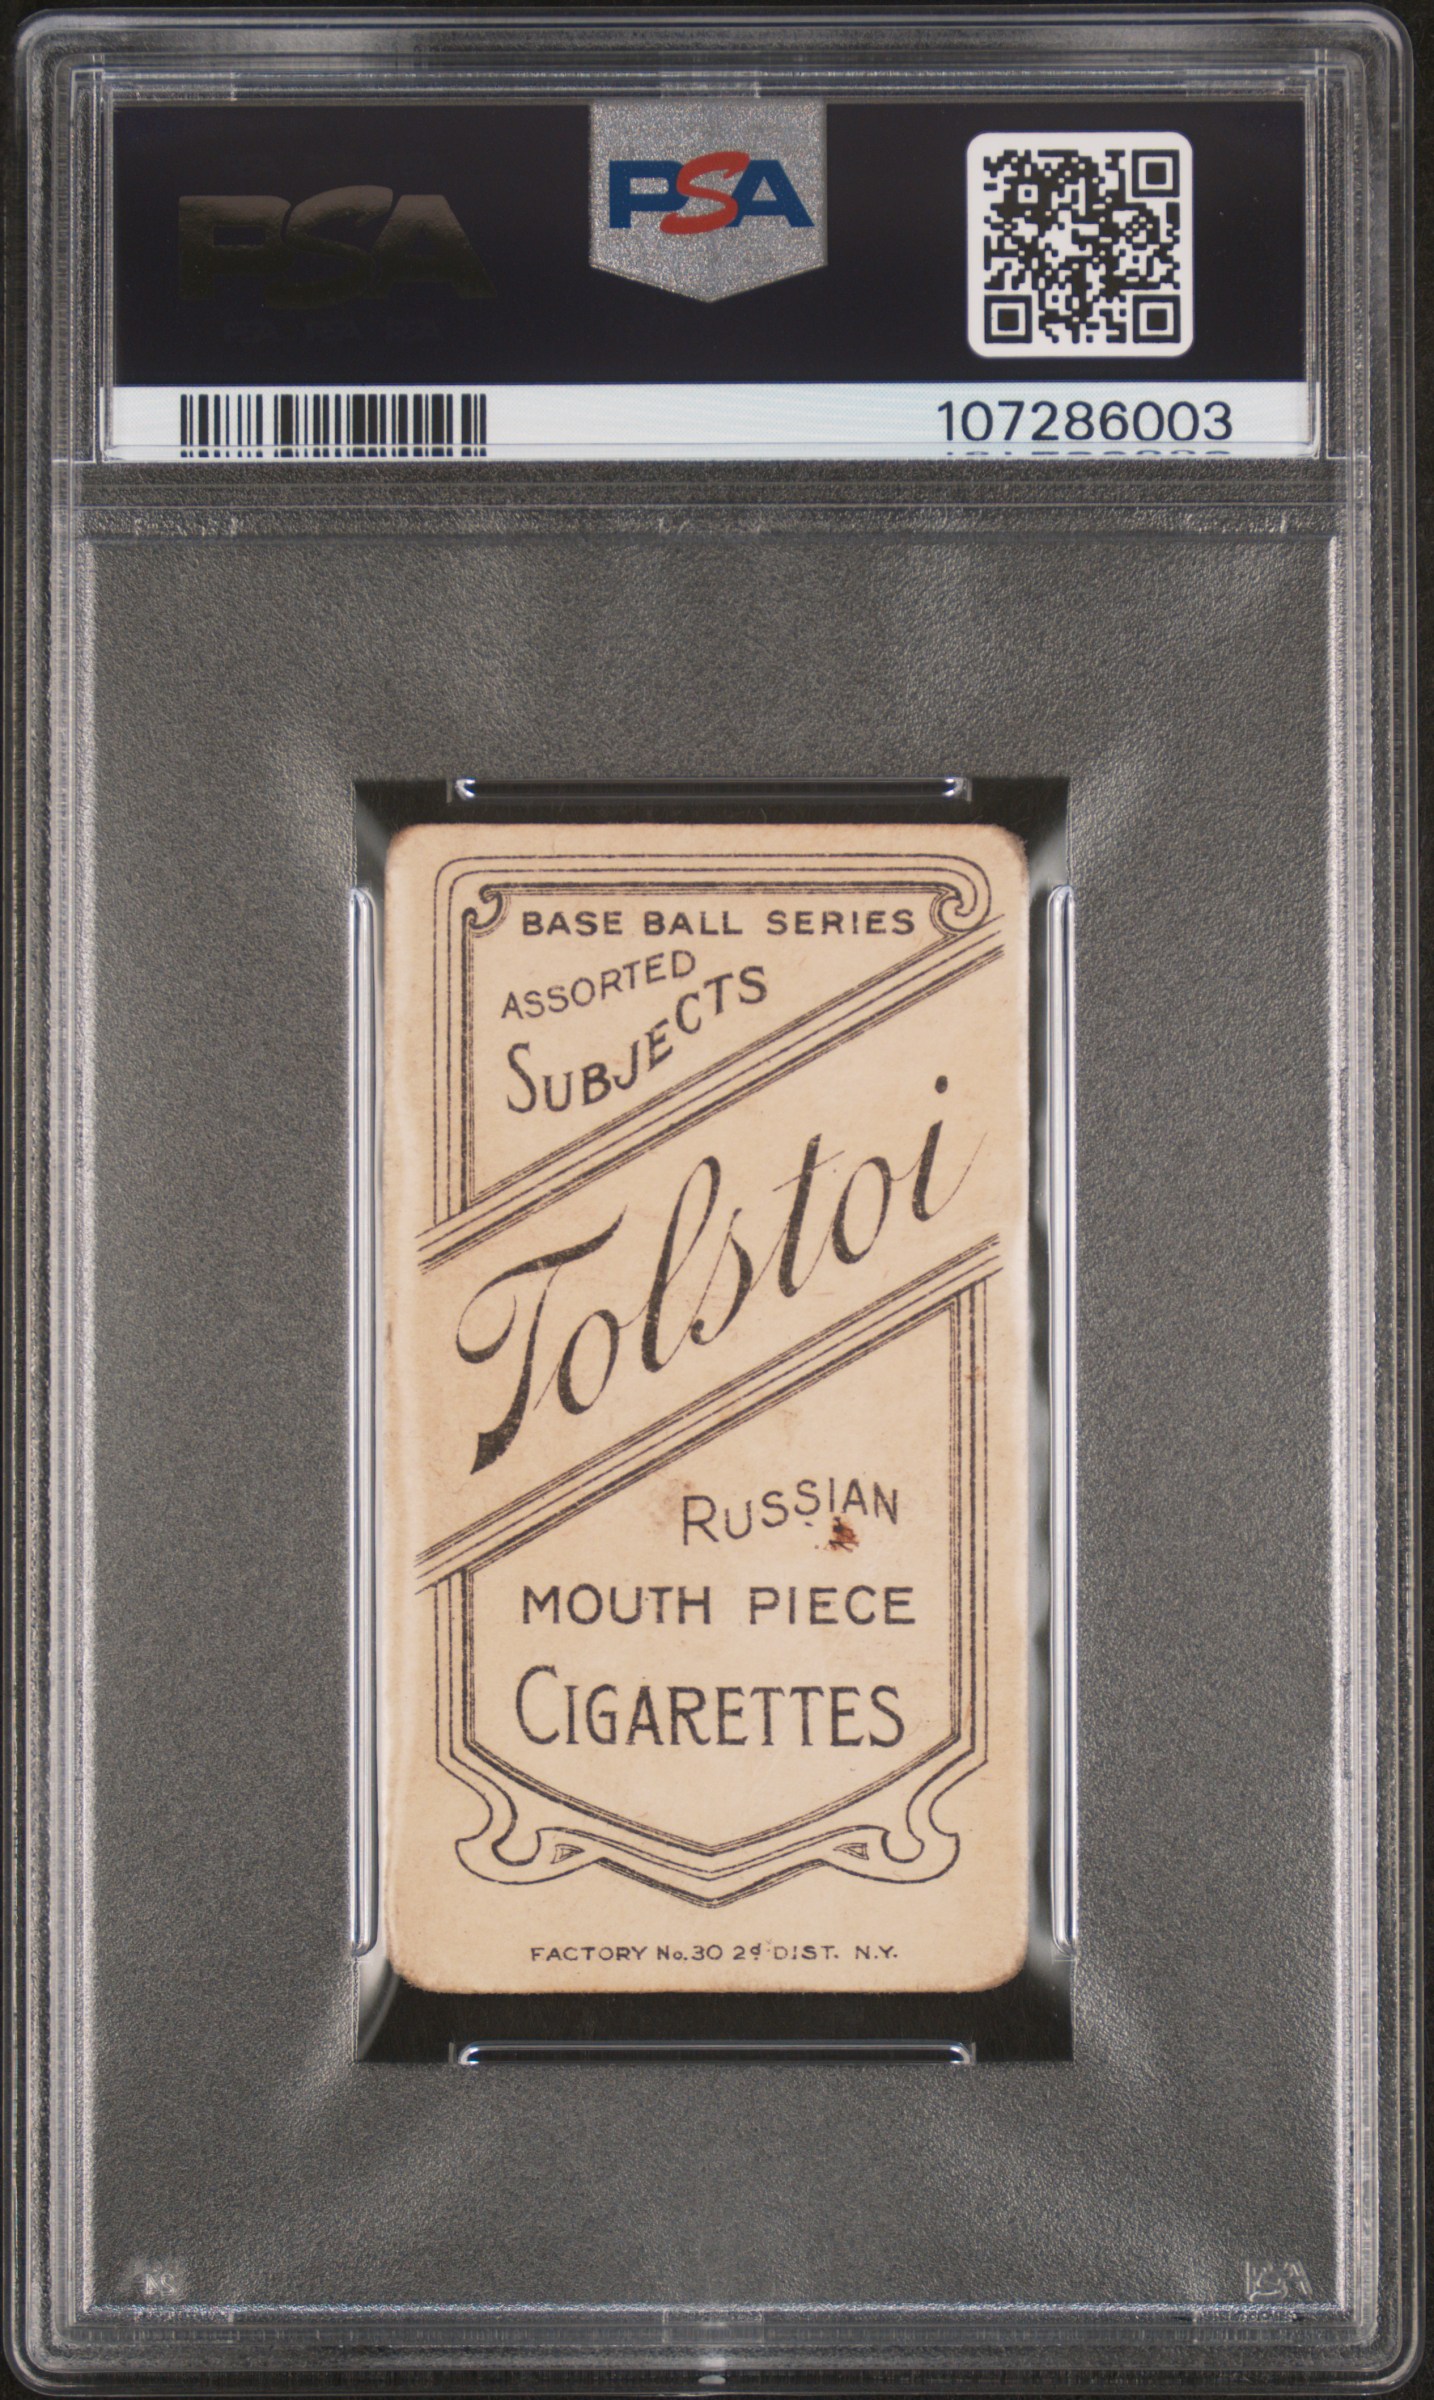 PSA
PSA
107286003
BASE BALL SERIES
ASSORTED
SUBJECTS
Tolstoi
RUSSIAN
MOUTH PIECE
CIGARETTES
FACTORY No. 30 2d DIST. N.Y.